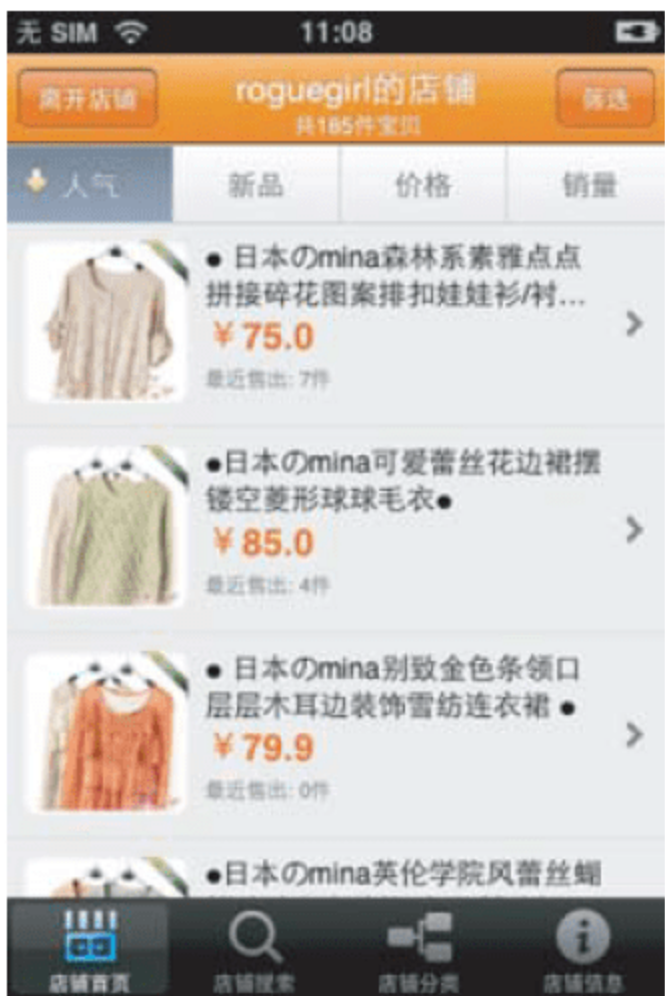 无 SIM 11:08
离开店铺 roguegirl的店铺 筛选
共185件宝贝
人气 新品 价格 销量
● 日本のmina森林系素雅点点
拼接碎花图案排扣娃娃衫/衬...
¥75.0
最近售出: 7件
●日本のmina可爱蕾丝花边裙摆
镂空菱形球球毛衣●
¥85.0
最近售出: 4件
● 日本のmina别致金色条领口
层层木耳边装饰雪纺连衣裙 ●
¥79.9
最近售出: 0件
●日本のmina英伦学院风蕾丝蝴
店铺首页 店铺搜索 店铺分类 店铺信息